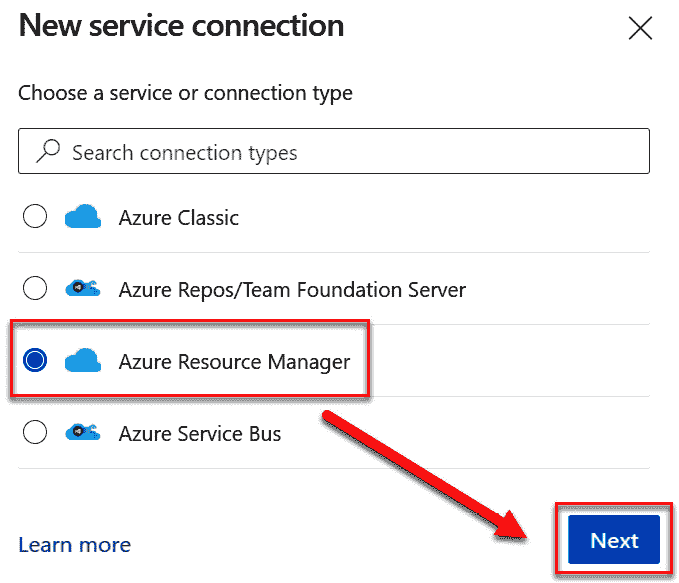 New service connection
Choose a service or connection type
Search connection types
Azure Classic
Azure Repos/Team Foundation Server
Azure Resource Manager
Azure Service Bus
Learn more
Next